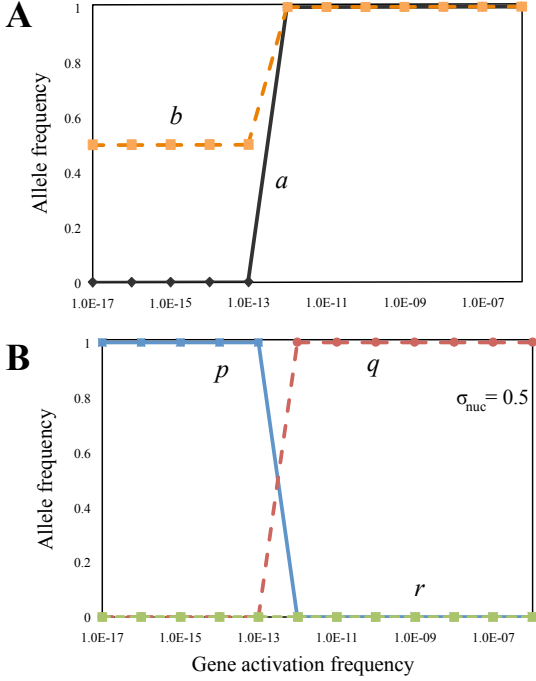 A
1
0.8
0.6
0.4
0.2
0
Allele frequency
b
a
1.0E-17 1.0E-15 1.0E-13 1.0E-11 1.0E-09 1.0E-07
B
1
0.8
0.6
0.4
0.2
0
Allele frequency
p
q
σnuc= 0.5
r
1.0E-17 1.0E-15 1.0E-13 1.0E-11 1.0E-09 1.0E-07
Gene activation frequency